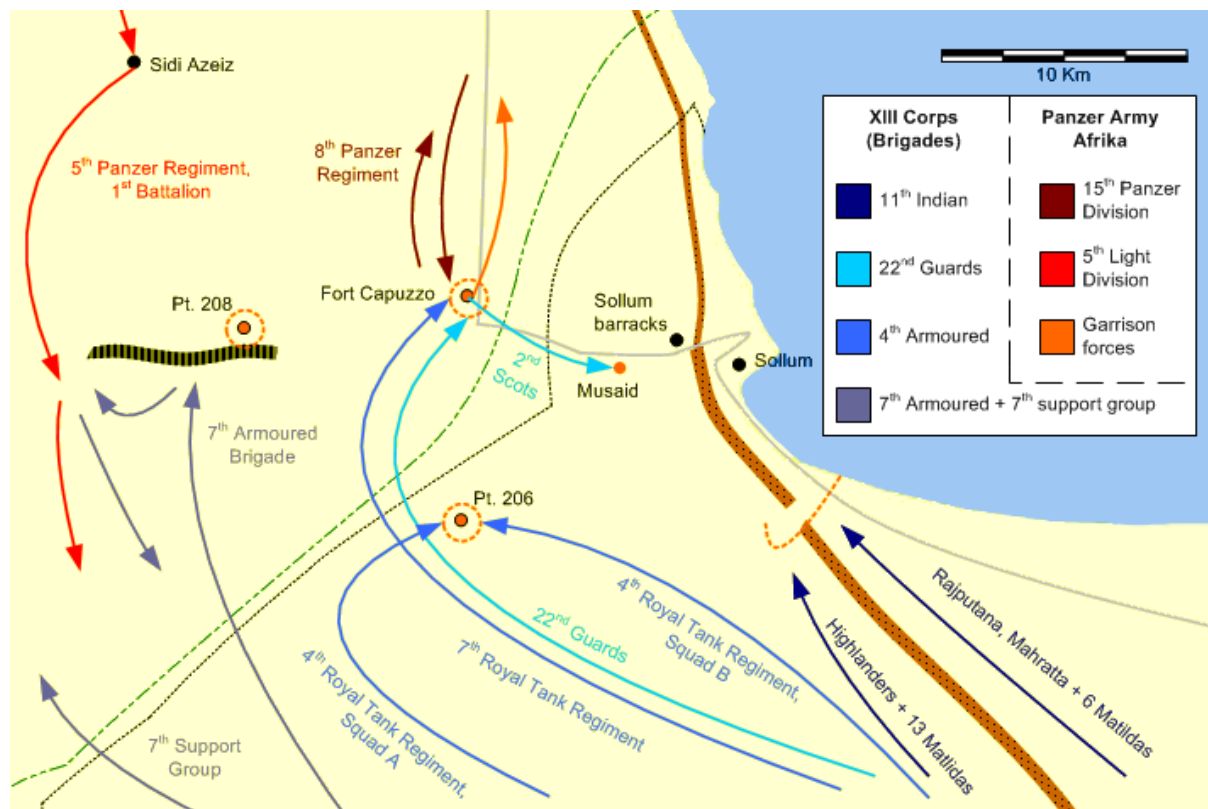 Sidi Azeiz
5th Panzer Regiment,
1st Battalion
8th Panzer
Regiment
Fort Capuzzo
Pt. 208
7th Armoured
Brigade
2nd
Scots
Musaid
Sollum
barracks
Sollum
Pt. 206
22nd Guards
7th Royal Tank Regiment
4th Royal Tank Regiment,
Squad A
4th Royal Tank Regiment,
Squad B
7th Support
Group
Highlanders + 13 Matlidas
Rajputana, Mahratta + 6 Matildas
10 Km
XIII Corps
(Brigades)
11th Indian
22nd Guards
4th Armoured
7th Armoured + 7th support group
Panzer Army
Afrika
15th Panzer
Division
5th Light
Division
Garrison
forces